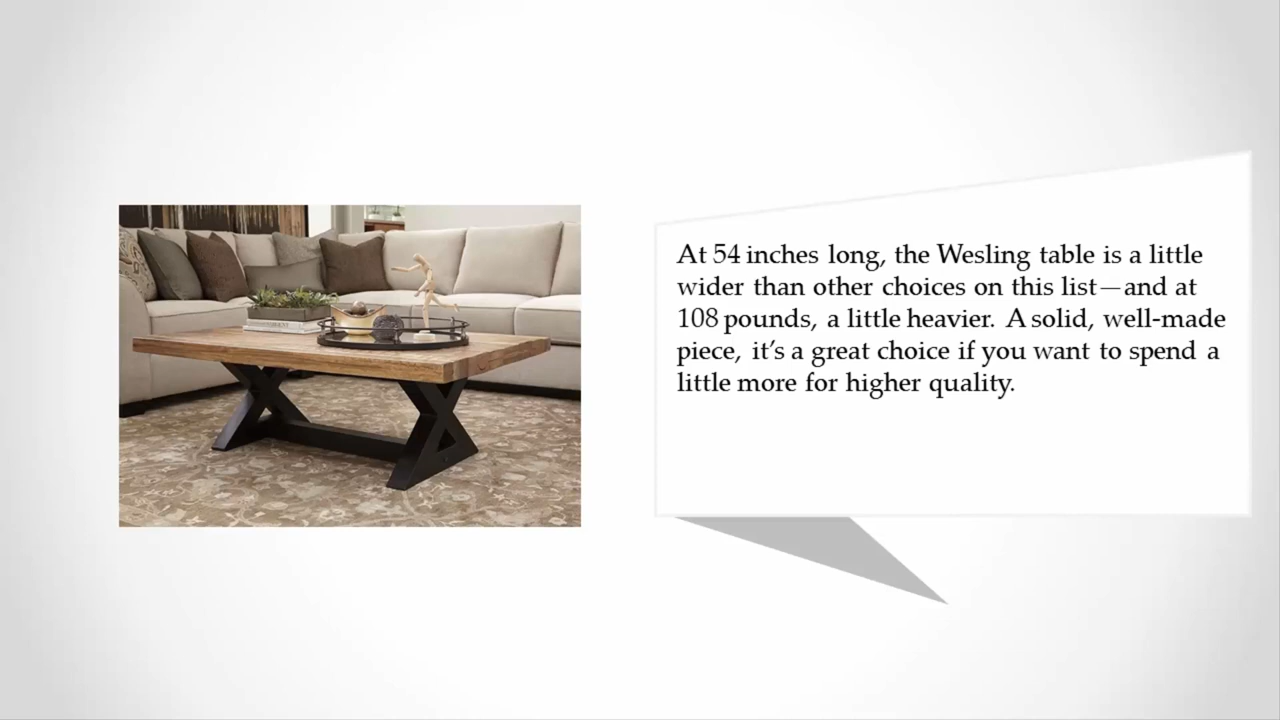 At 54 inches long, the Wesling table is a little
wider than other choices on this list—and at
108 pounds, a little heavier. A solid, well-made
piece, it’s a great choice if you want to spend a
little more for higher quality.